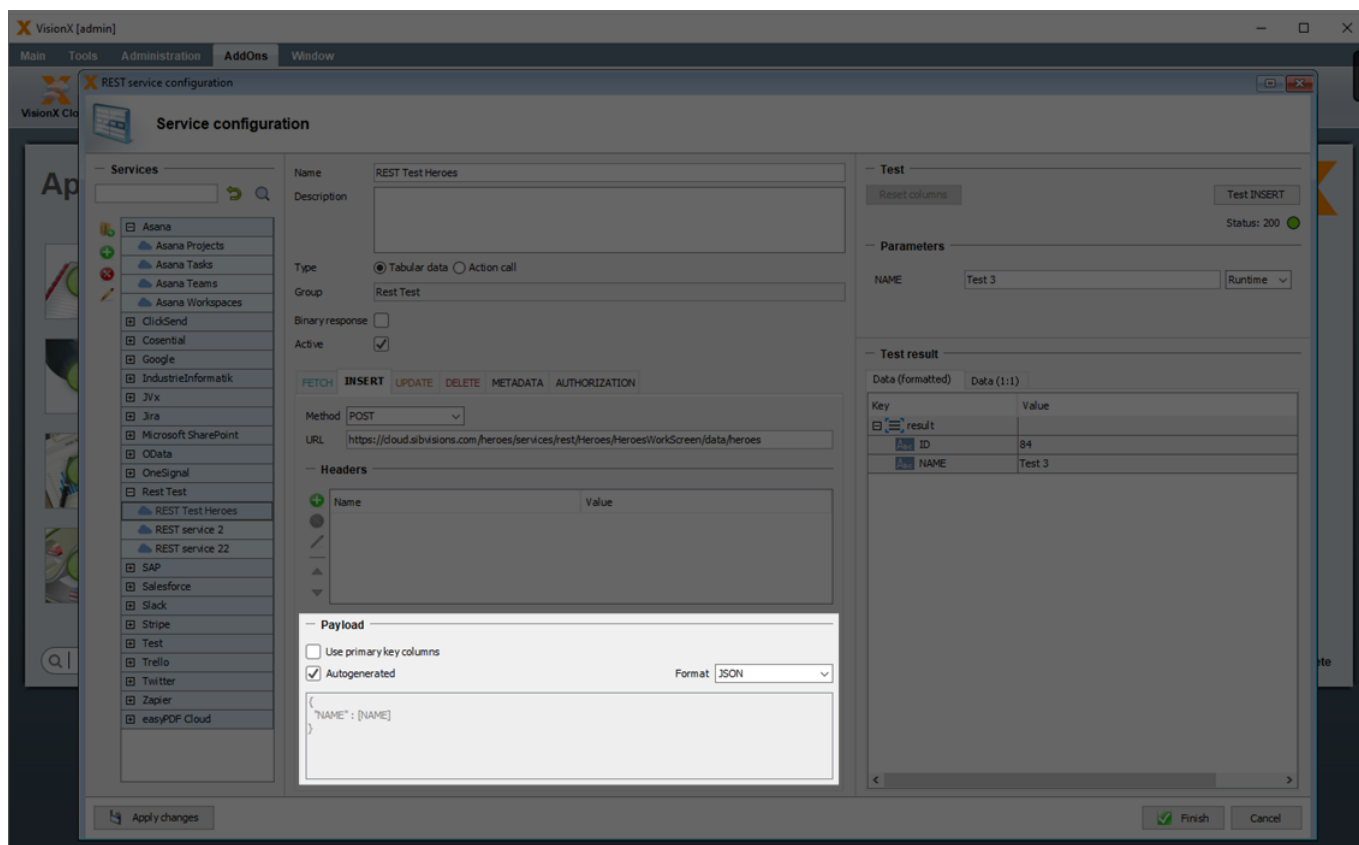 VisionX [admin]
Main Tools Administration AddOns Window
REST service configuration
VisionX Clo
Service configuration
Ap
Services
Asana
Asana Projects
Asana Tasks
Asana Teams
Asana Workspaces
ClickSend
Cosential
Google
IndustrieInformatik
JVx
Jira
Microsoft SharePoint
OData
OneSignal
Rest Test
REST Test Heroes
REST service 2
REST service 22
SAP
Salesforce
Slack
Stripe
Test
Trello
Twitter
Zapier
easyPDF Cloud
Name REST Test Heroes
Description
Type Tabular data Action call
Group Rest Test
Binary response
Active
FETCH INSERT UPDATE DELETE METADATA AUTHORIZATION
Method POST
URL https://cloud.sibvisions.com/heroes/services/rest/Heroes/HeroesWorkScreen/data/heroes
Headers
Name Value
Payload
Use primary key columns
Autogenerated Format JSON
{
"NAME" : [NAME]
}
Test
Reset columns Test INSERT
Status: 200
Parameters
NAME Test 3 Runtime
Test result
Data (formatted) Data (1:1)
Key Value
result
ID 84
NAME Test 3
ete
Apply changes Finish Cancel